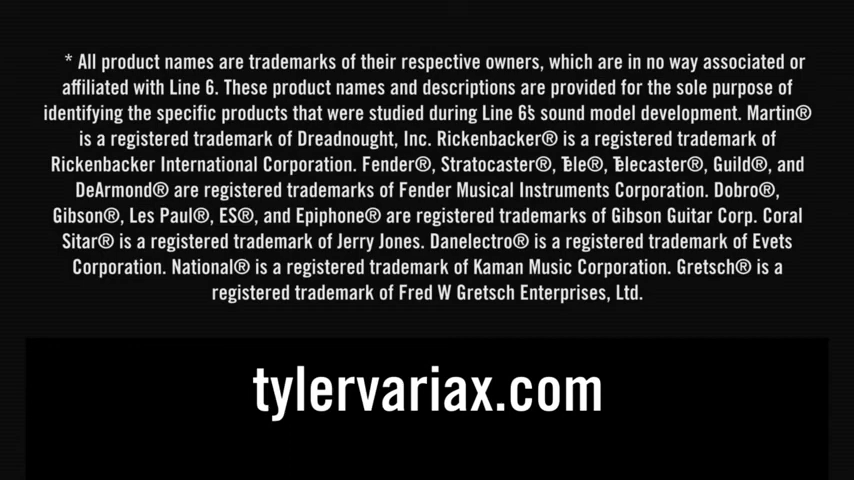 * All product names are trademarks of their respective owners, which are in no way associated or
affiliated with Line 6. These product names and descriptions are provided for the sole purpose of
identifying the specific products that were studied during Line 6's sound model development. Martin®
is a registered trademark of Dreadnought, Inc. Rickenbacker® is a registered trademark of
Rickenbacker International Corporation. Fender®, Stratocaster®, Tele®, Telecaster®, Guild®, and
DeArmond® are registered trademarks of Fender Musical Instruments Corporation. Dobro®,
Gibson®, Les Paul®, ES®, and Epiphone® are registered trademarks of Gibson Guitar Corp. Coral
Sitar® is a registered trademark of Jerry Jones. Danelectro® is a registered trademark of Evets
Corporation. National® is a registered trademark of Kaman Music Corporation. Gretsch® is a
registered trademark of Fred W Gretsch Enterprises, Ltd.
tylervariax.com